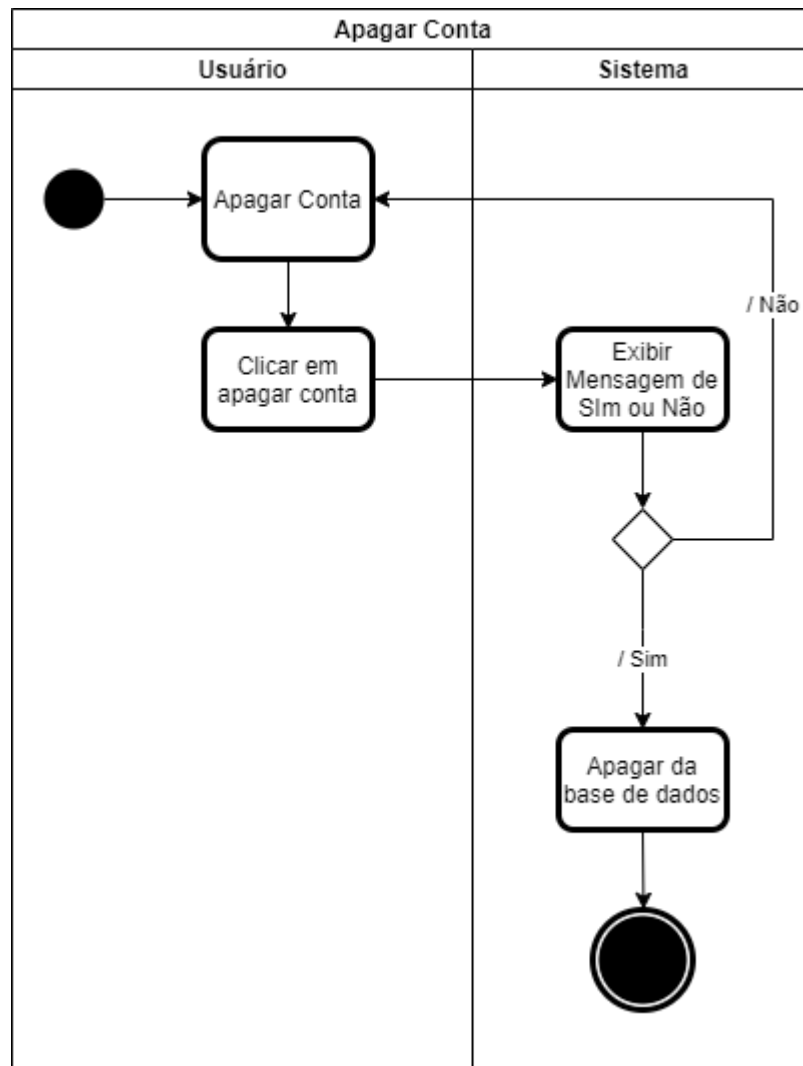 Apagar Conta
Usuário
Sistema
Apagar Conta
Clicar em
apagar conta
Exibir
Mensagem de
SIm ou Não
/ Não
/ Sim
Apagar da
base de dados